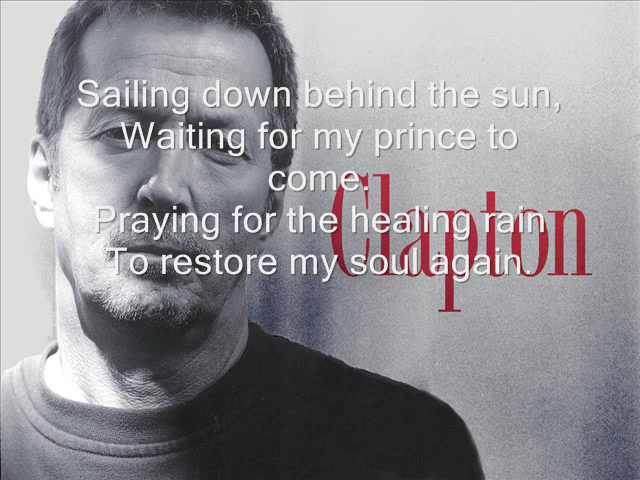 Sailing down behind the sun,
Waiting for my prince to
come.
Praying for the healing rain
To restore my soul again.
Clapton